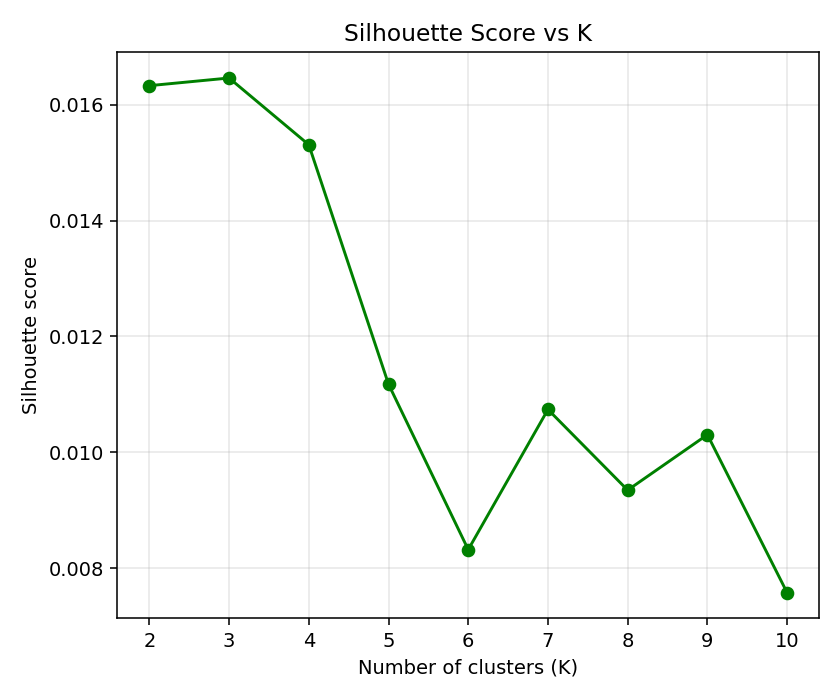 Silhouette Score vs K
Silhouette score
0.016
0.014
0.012
0.010
0.008
2 3 4 5 6 7 8 9 10
Number of clusters (K)